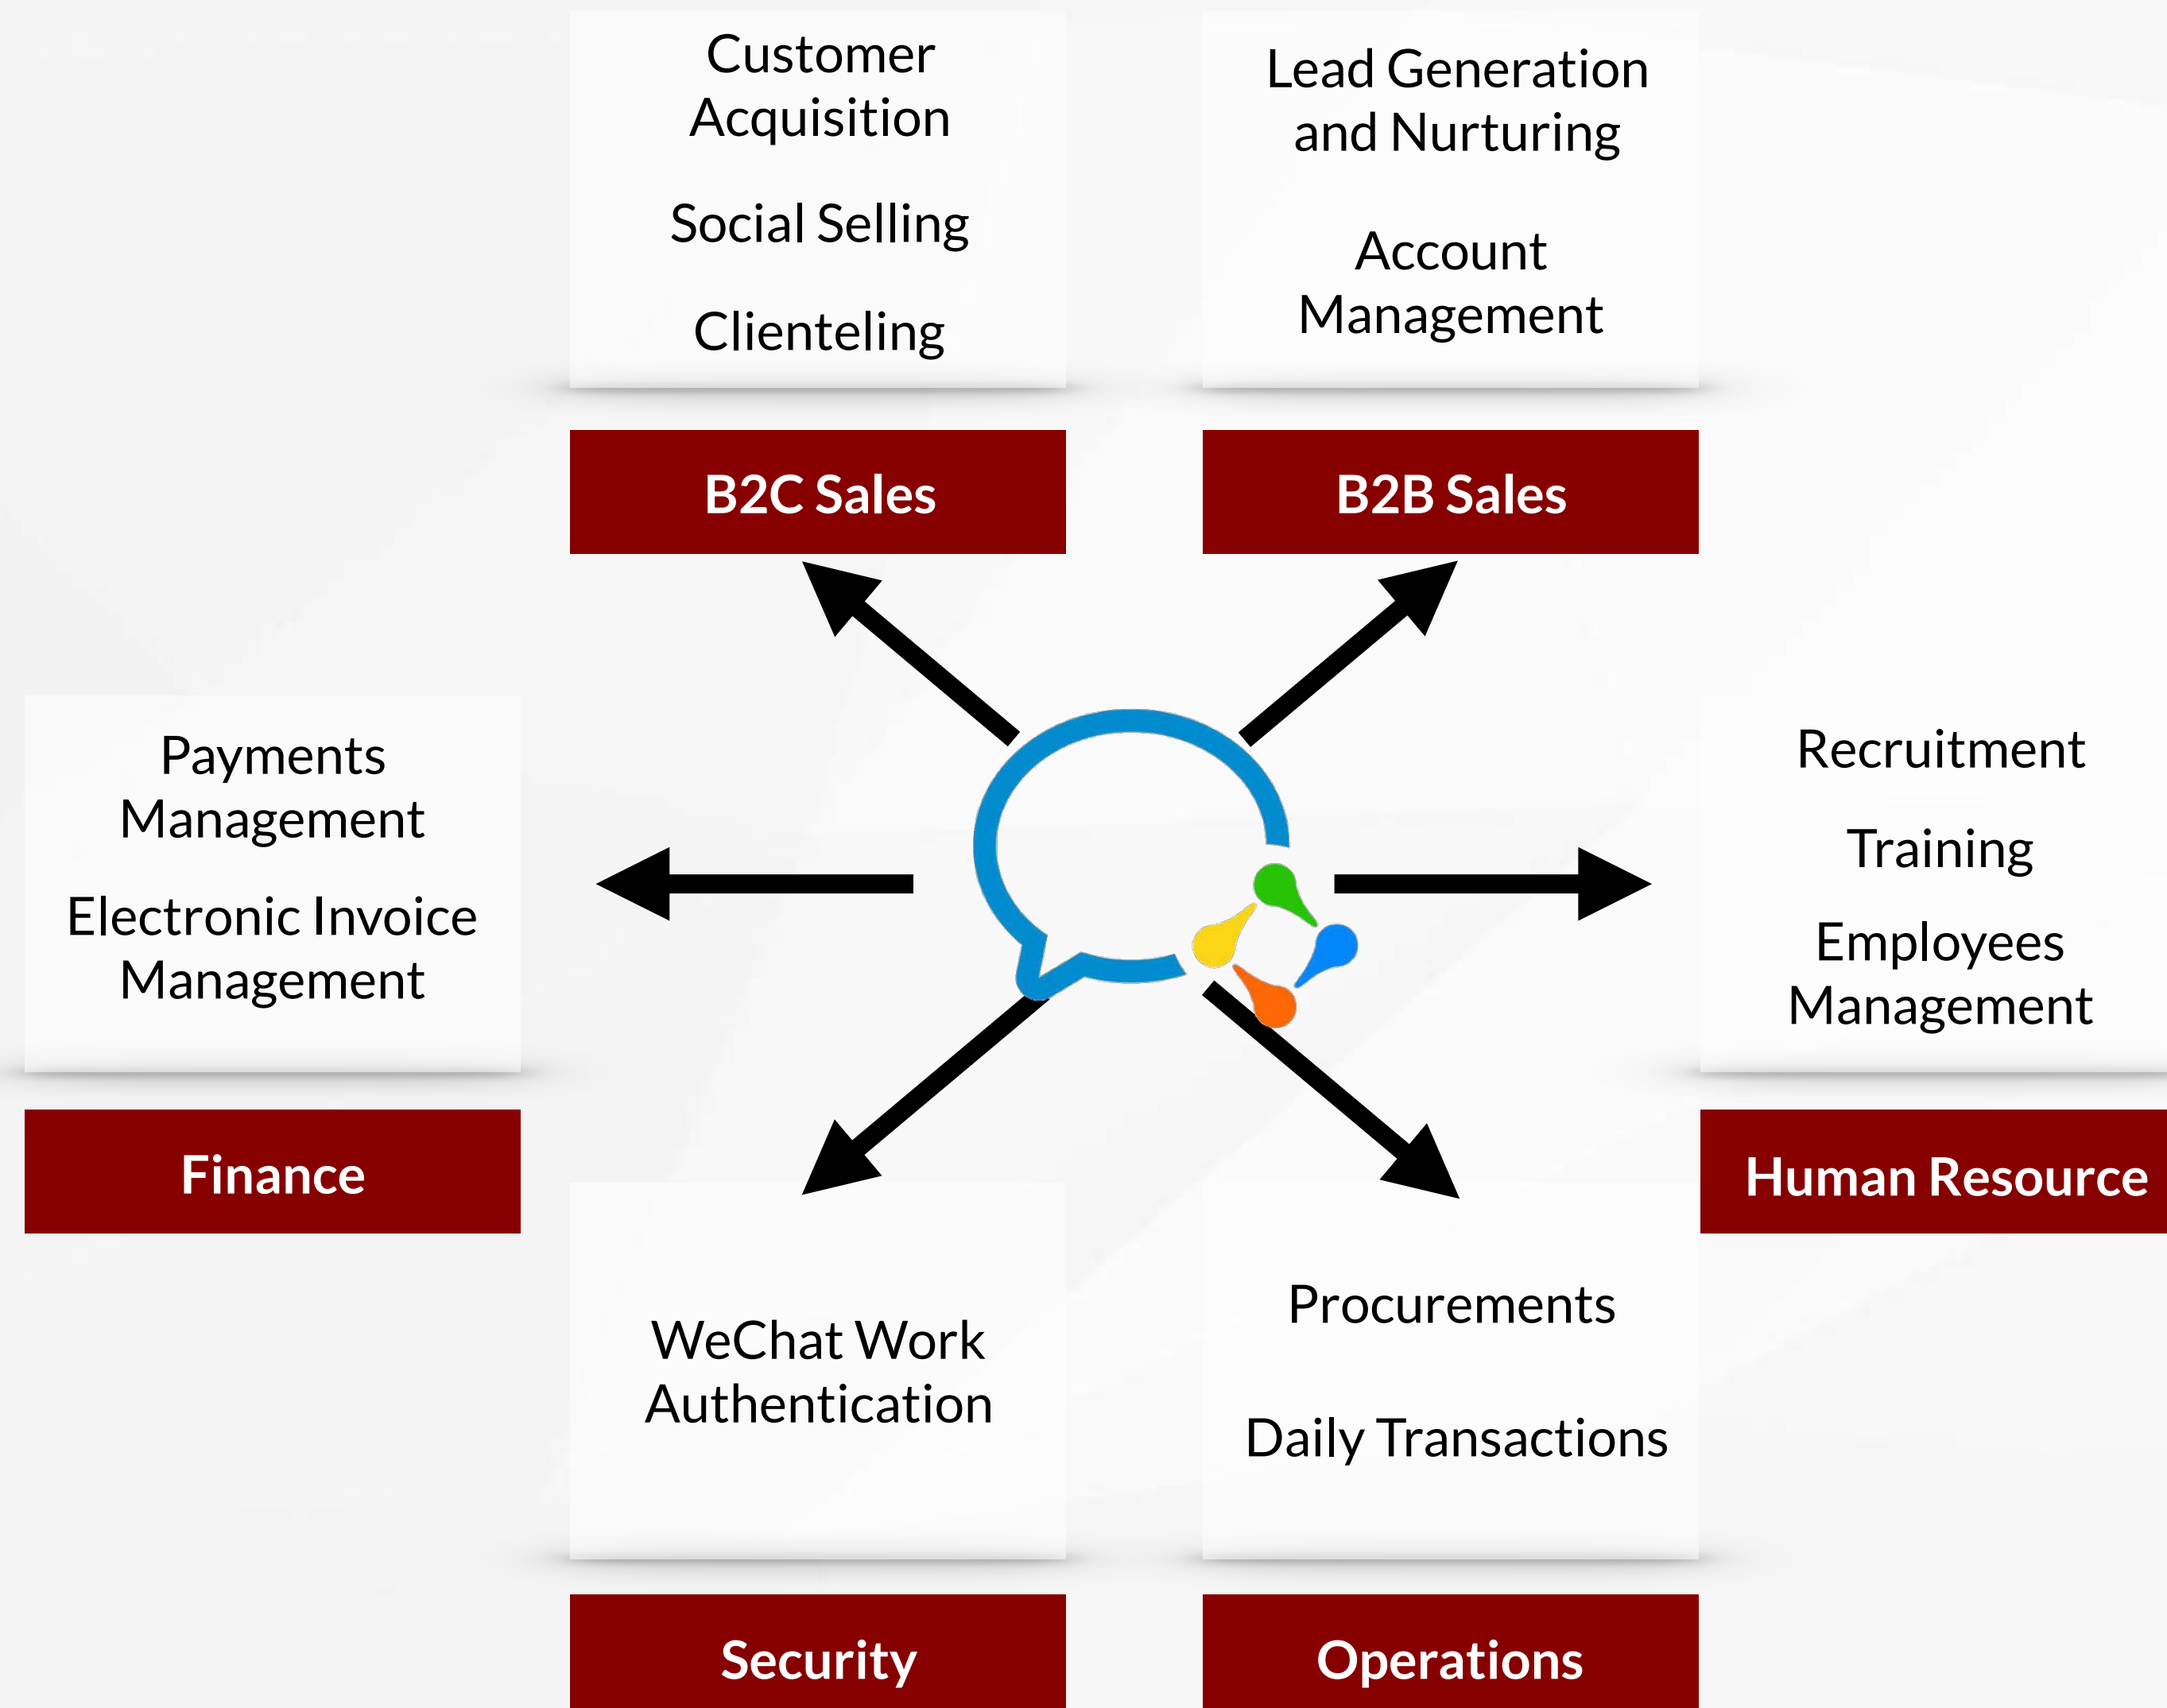 Customer
Acquisition
Social Selling
Clienteling
B2C Sales
Lead Generation
and Nurturing
Account
Management
B2B Sales
Payments
Management
Electronic Invoice
Management
Finance
Recruitment
Training
Employees
Management
Human Resource
WeChat Work
Authentication
Security
Procurements
Daily Transactions
Operations